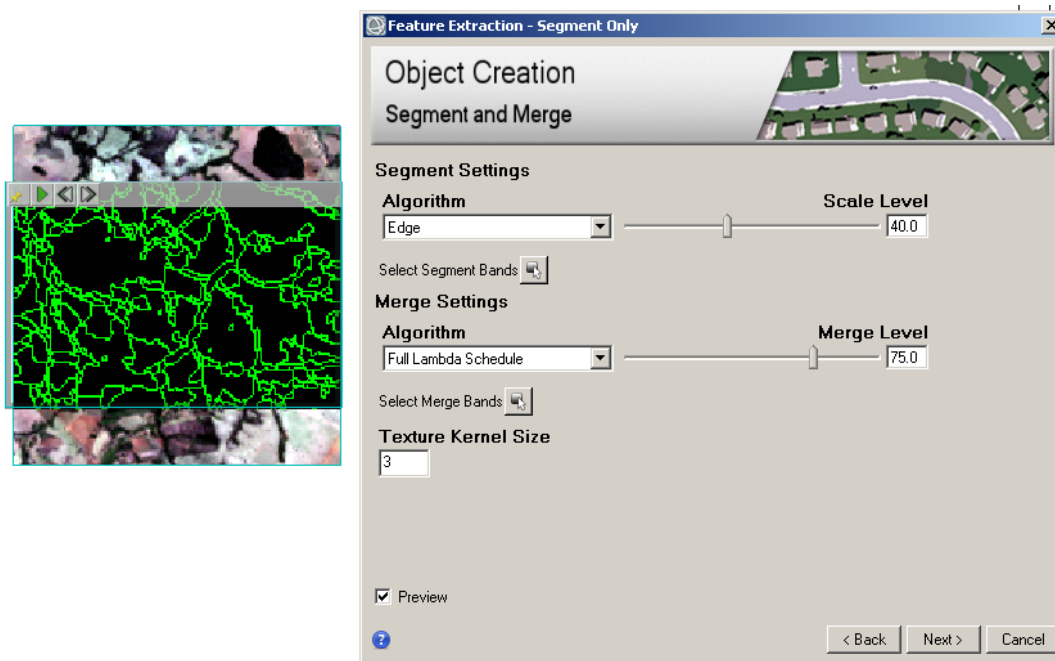 Feature Extraction - Segment Only
Object Creation
Segment and Merge
Segment Settings
Algorithm Scale Level
Edge 40.0
Select Segment Bands
Merge Settings
Algorithm Merge Level
Full Lambda Schedule 75.0
Select Merge Bands
Texture Kernel Size
3
Preview
?
< Back Next > Cancel